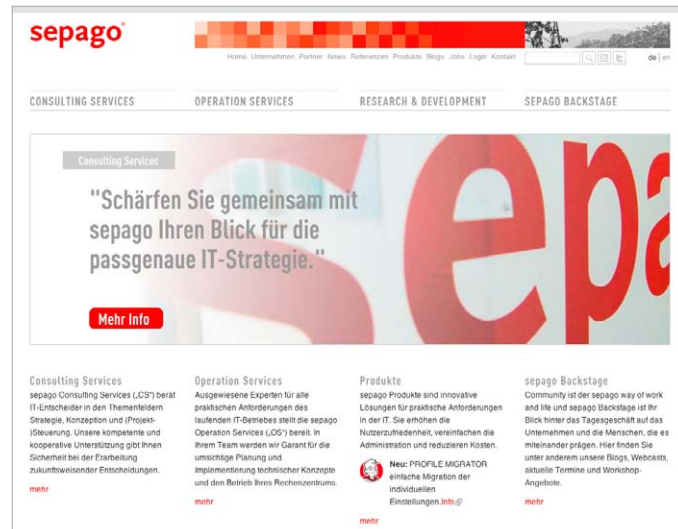 sepago
Home Unternehmen Partner News Referenzen Produkte Blogs Jobs Login Kontakt
de | en
CONSULTING SERVICES
OPERATION SERVICES
RESEARCH & DEVELOPMENT
SEPAGO BACKSTAGE
Consulting Services
"Schärfen Sie gemeinsam mit
sepago Ihren Blick für die
passgenaue IT-Strategie."
Mehr Info
sepa
Consulting Services
sepago Consulting Services („CS") berät
IT-Entscheider in den Themenfeldern
Strategie, Konzeption und (Projekt-
)Steuerung. Unsere kompetente und
kooperative Unterstützung gibt Ihnen
Sicherheit bei der Erarbeitung
zukunftsweisender Entscheidungen.
mehr
Operation Services
Ausgewiesene Experten für alle
praktischen Anforderungen des
laufenden IT-Betriebes stellt die sepago
Operation Services („OS") bereit. In
Ihrem Team werden wir Garant für die
umsichtige Planung und
Implementierung technischer Konzepte
und den Betrieb Ihres Rechenzentrums.
mehr
Produkte
sepago Produkte sind innovative
Lösungen für praktische Anforderungen
in der IT. Sie erhöhen die
Nutzerzufriedenheit, vereinfachen die
Administration und reduzieren Kosten.
Neu: PROFILE MIGRATOR
einfache Migration der
individuellen
Einstellungen.Info
mehr
sepago Backstage
Community ist der sepago way of work
and life und sepago Backstage ist Ihr
Blick hinter das Tagesgeschäft auf das
Unternehmen und die Menschen, die es
miteinander prägen. Hier finden Sie
unter anderem unsere Blogs, Webcasts,
aktuelle Termine und Workshop-
Angebote.
mehr